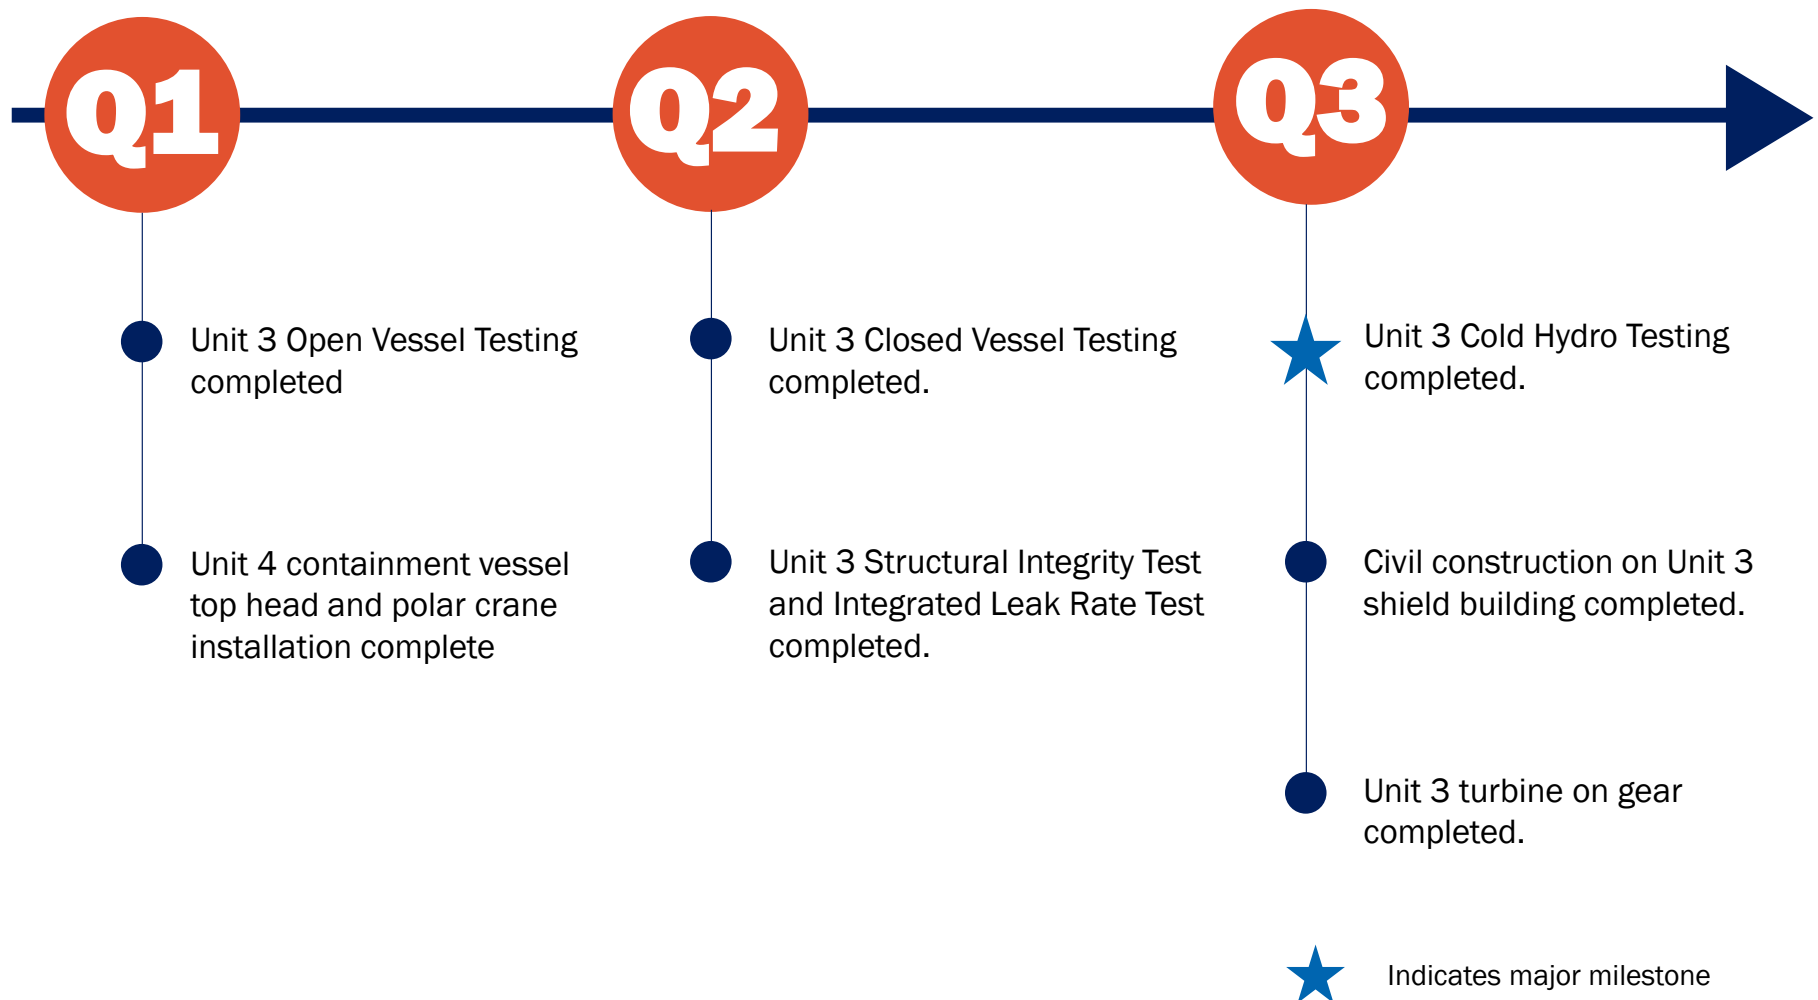 Q1
Q2
Q3
Unit 3 Open Vessel Testing
completed
Unit 4 containment vessel
top head and polar crane
installation complete
Unit 3 Closed Vessel Testing
completed.
Unit 3 Structural Integrity Test
and Integrated Leak Rate Test
completed.
Unit 3 Cold Hydro Testing
completed.
Civil construction on Unit 3
shield building completed.
Unit 3 turbine on gear
completed.
Indicates major milestone